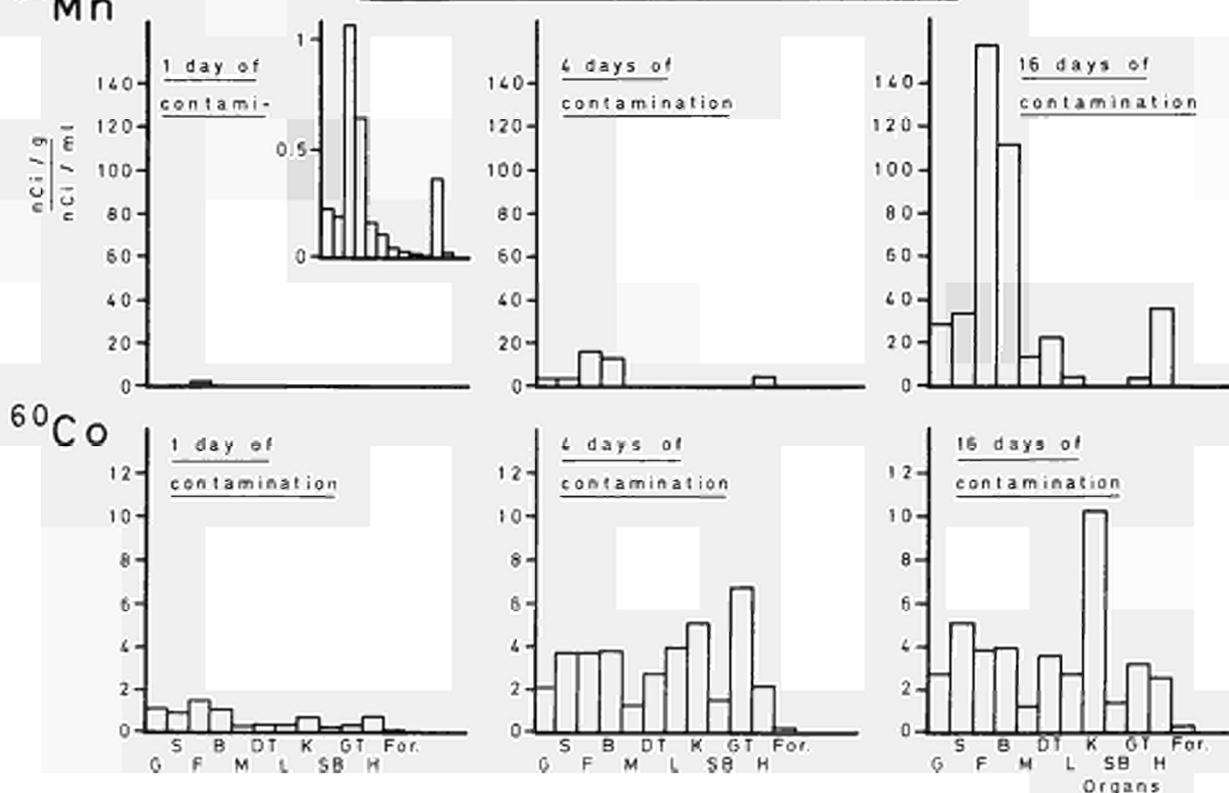 Mn
nCi / g
nCi / ml
1 day of
contami-
140
120
100
80
60
40
20
0
1
0.5
0
4 days of
contamination
140
120
100
80
60
40
20
0
16 days of
contamination
140
120
100
80
60
40
20
0
60Co
1 day of
contamination
12
10
8
6
4
2
0
S B DT K GT For.
G F M L SB H
4 days of
contamination
12
10
8
6
4
2
0
S B DT K GT For.
G F M L SB H
16 days of
contamination
12
10
8
6
4
2
0
S B DT K GT For.
G F M L SB H
Organs